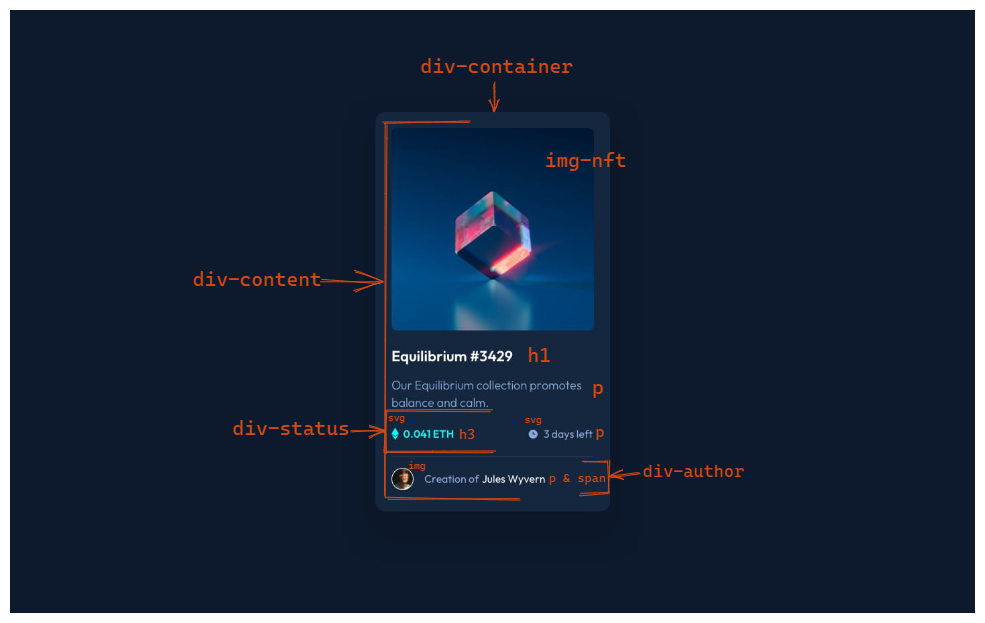 div-container
img-nft
div-content
Equilibrium #3429 h1
Our Equilibrium collection promotes
balance and calm.
p
div-status
svg
0.041 ETH h3
svg
3 days left p
img
Creation of Jules Wyvern p & span
div-author